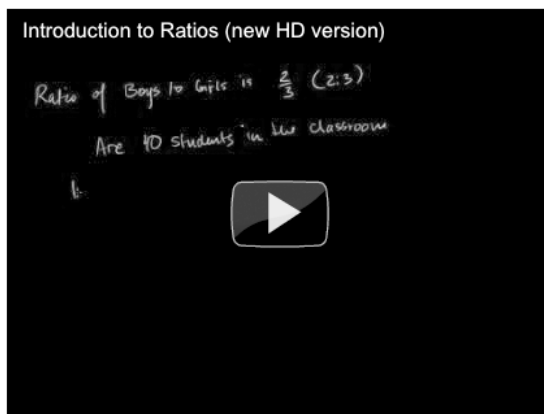 Introduction to Ratios (new HD version)
Ratio of Boys to Girls is 2/3 (2:3)
Are 40 students in the classroom